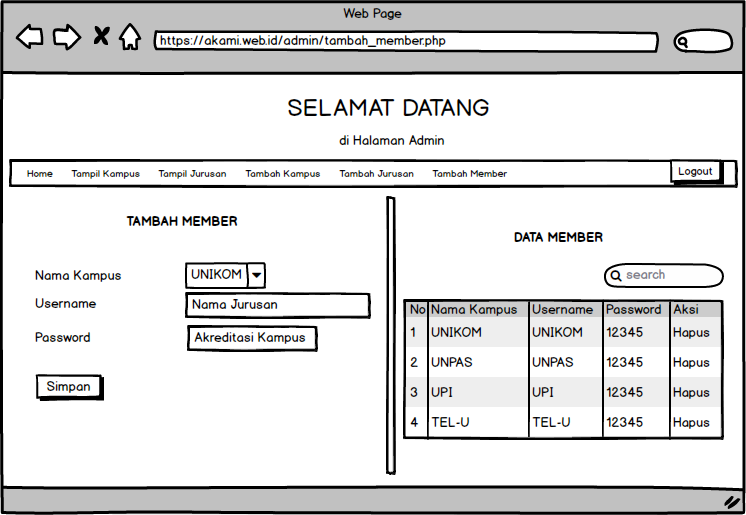 Web Page
https://akami.web.id/admin/tambah_member.php
SELAMAT DATANG
di Halaman Admin
Home Tampil Kampus Tampil Jurusan Tambah Kampus Tambah Jurusan Tambah Member Logout
TAMBAH MEMBER
Nama Kampus UNIKOM
Username Nama Jurusan
Password Akreditasi Kampus
Simpan
DATA MEMBER
search
No Nama Kampus Username Password Aksi
1 UNIKOM UNIKOM 12345 Hapus
2 UNPAS UNPAS 12345 Hapus
3 UPI UPI 12345 Hapus
4 TEL-U TEL-U 12345 Hapus